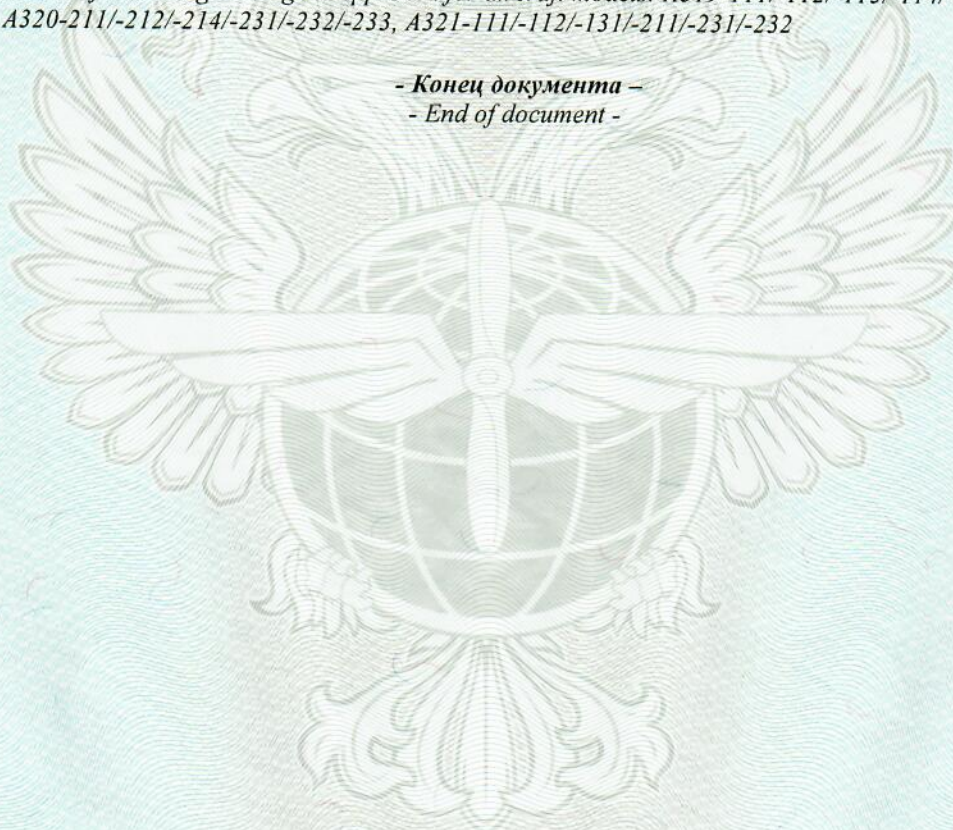 A320-211/-212/-214/-231/-232/-233, A321-111/-112/-131/-211/-231/-232
- Конец документа –
- End of document -